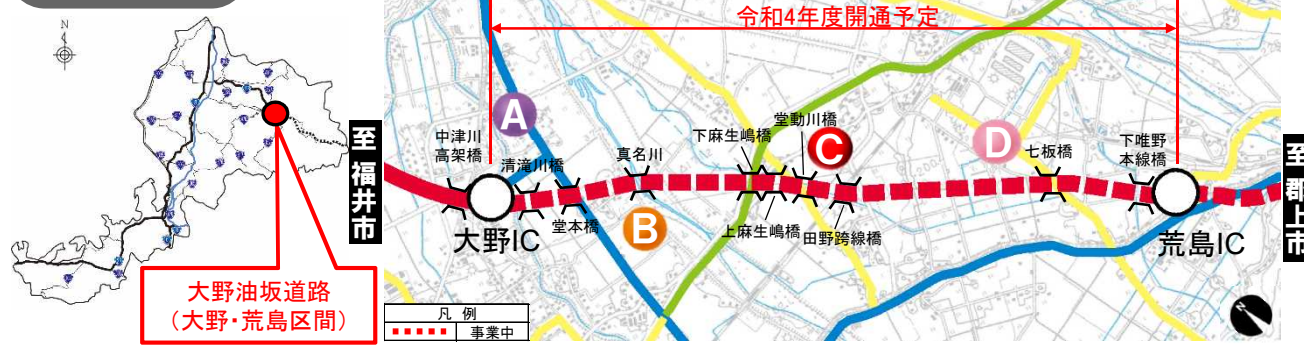 N
大野油坂道路
（大野・荒島区間）
至 福井市
令和4年度開通予定
A
中津川
高架橋
清滝川橋
大野IC
堂本橋
真名川
B
下麻生嶋橋
堂動川橋
C
上麻生嶋橋
田野跨線橋
D
七板橋
下唯野
本線橋
荒島IC
至 郡上市
凡 例
事業中